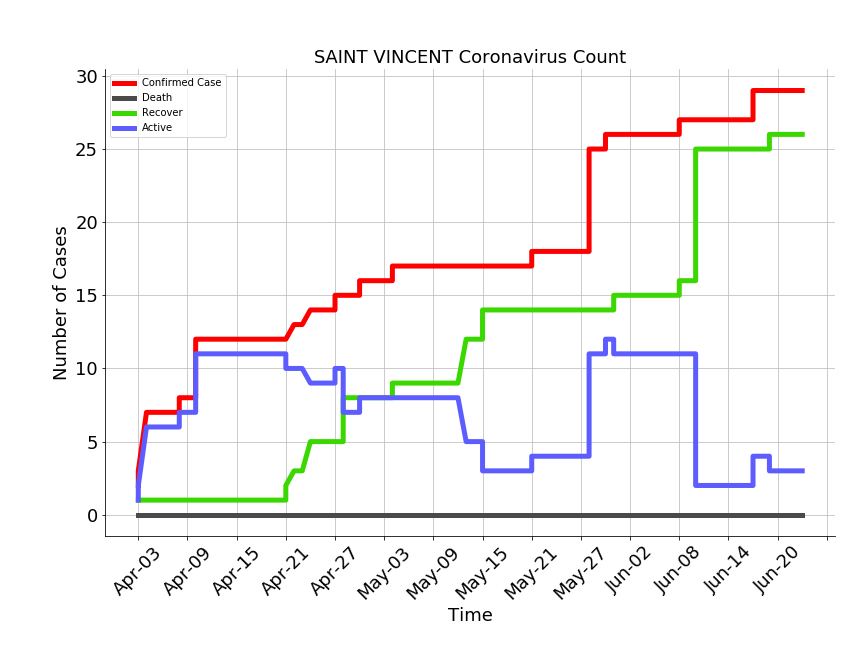 SAINT VINCENT Coronavirus Count
Confirmed Case
Death
Recover
Active
Number of Cases
30
25
20
15
10
5
0
Apr-03 Apr-09 Apr-15 Apr-21 Apr-27 May-03 May-09 May-15 May-21 May-27 Jun-02 Jun-08 Jun-14 Jun-20
Time